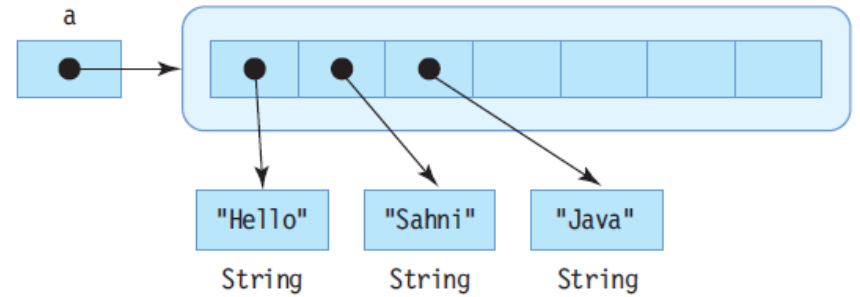 a
"Hello" "Sahni" "Java"
String String String